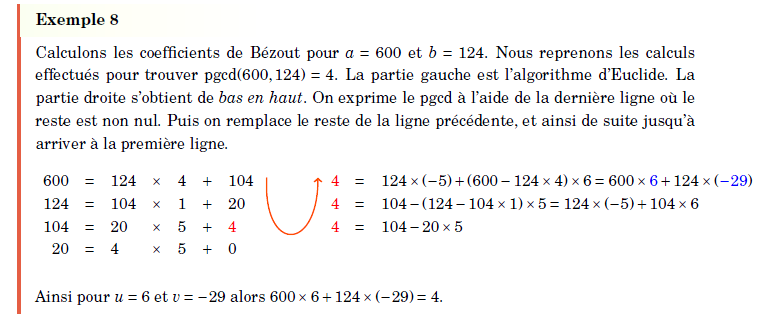 Exemple 8
Calculons les coefficients de Bézout pour a = 600 et b = 124. Nous reprenons les calculs
effectués pour trouver pgcd(600,124) = 4. La partie gauche est l'algorithme d'Euclide. La
partie droite s'obtient de bas en haut. On exprime le pgcd à l'aide de la dernière ligne où le
reste est non nul. Puis on remplace le reste de la ligne précédente, et ainsi de suite jusqu'à
arriver à la première ligne.
600 = 124 × 4 + 104 4 = 124 × (−5) + (600 − 124 × 4) × 6 = 600 × 6 + 124 × (−29)
124 = 104 × 1 + 20 4 = 104 − (124 − 104 × 1) × 5 = 124 × (−5) + 104 × 6
104 = 20 × 5 + 4 4 = 104 − 20 × 5
20 = 4 × 5 + 0
Ainsi pour u = 6 et v = −29 alors 600 × 6 + 124 × (−29) = 4.